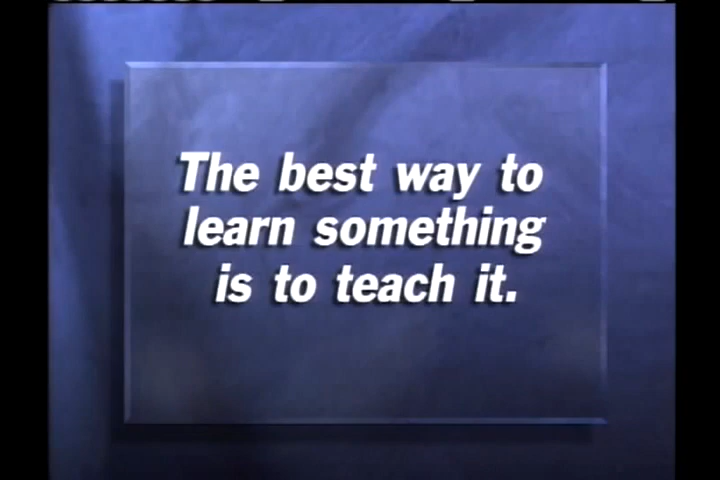 The best way to
learn something
is to teach it.